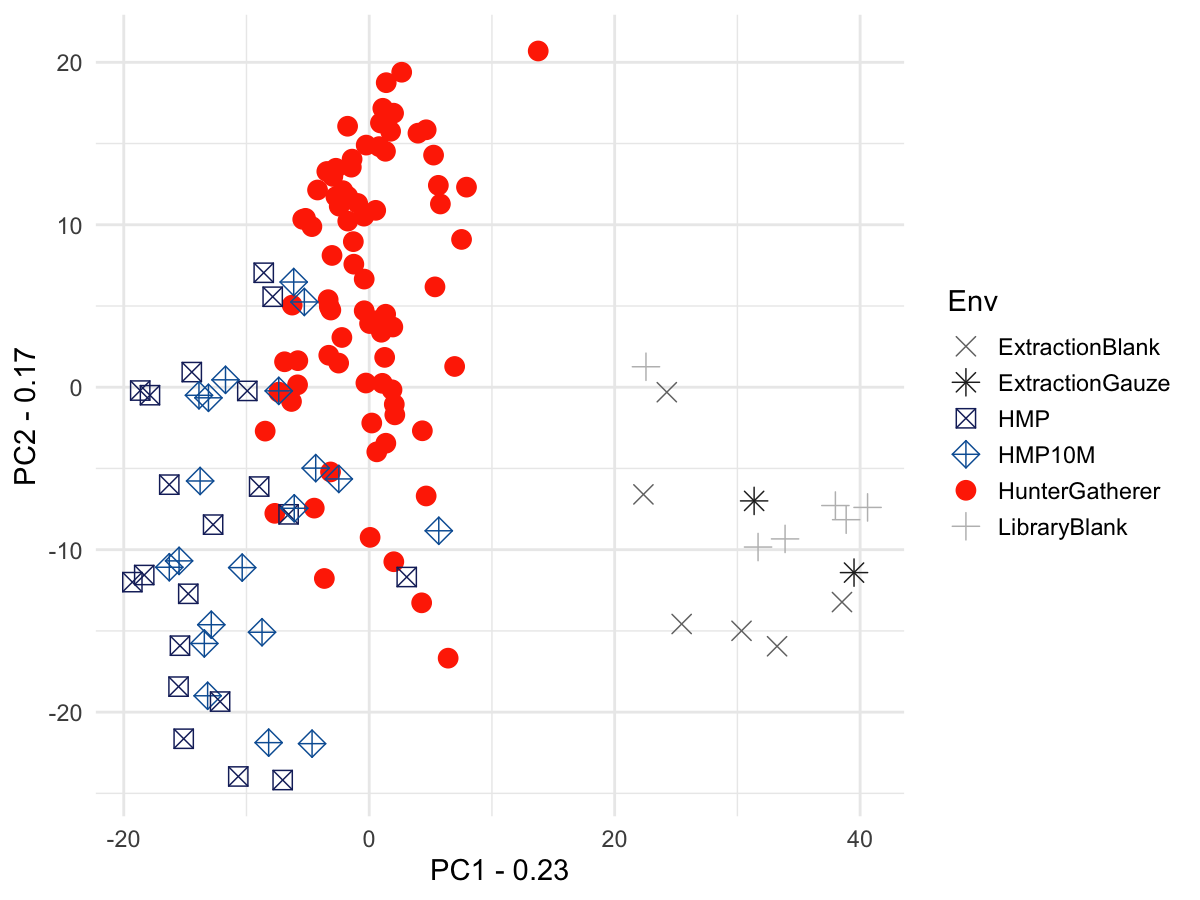 20
10
0
-10
-20
PC2 - 0.17
-20
0
20
40
PC1 - 0.23
Env
ExtractionBlank
ExtractionGauze
HMP
HMP10M
HunterGatherer
LibraryBlank